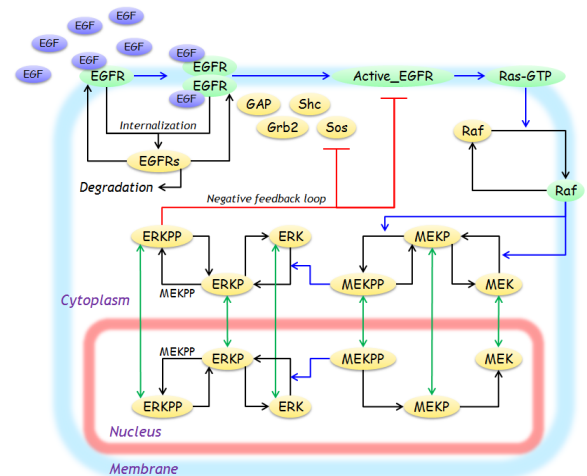 EGF
EGF
EGF
EGF
EGF
EGF
EGF
EGF
EGFR
EGFR
EGFR
Active_EGFR
Ras-GTP
GAP
Shc
Grb2
Sos
Internalization
EGFRs
Degradation
Raf
Raf
Negative feedback loop
ERKPP
ERK
MEKP
MEKPP
ERKP
MEKPP
MEK
Cytoplasm
MEKPP
ERKP
MEKPP
MEK
ERKPP
ERK
MEKP
Nucleus
Membrane